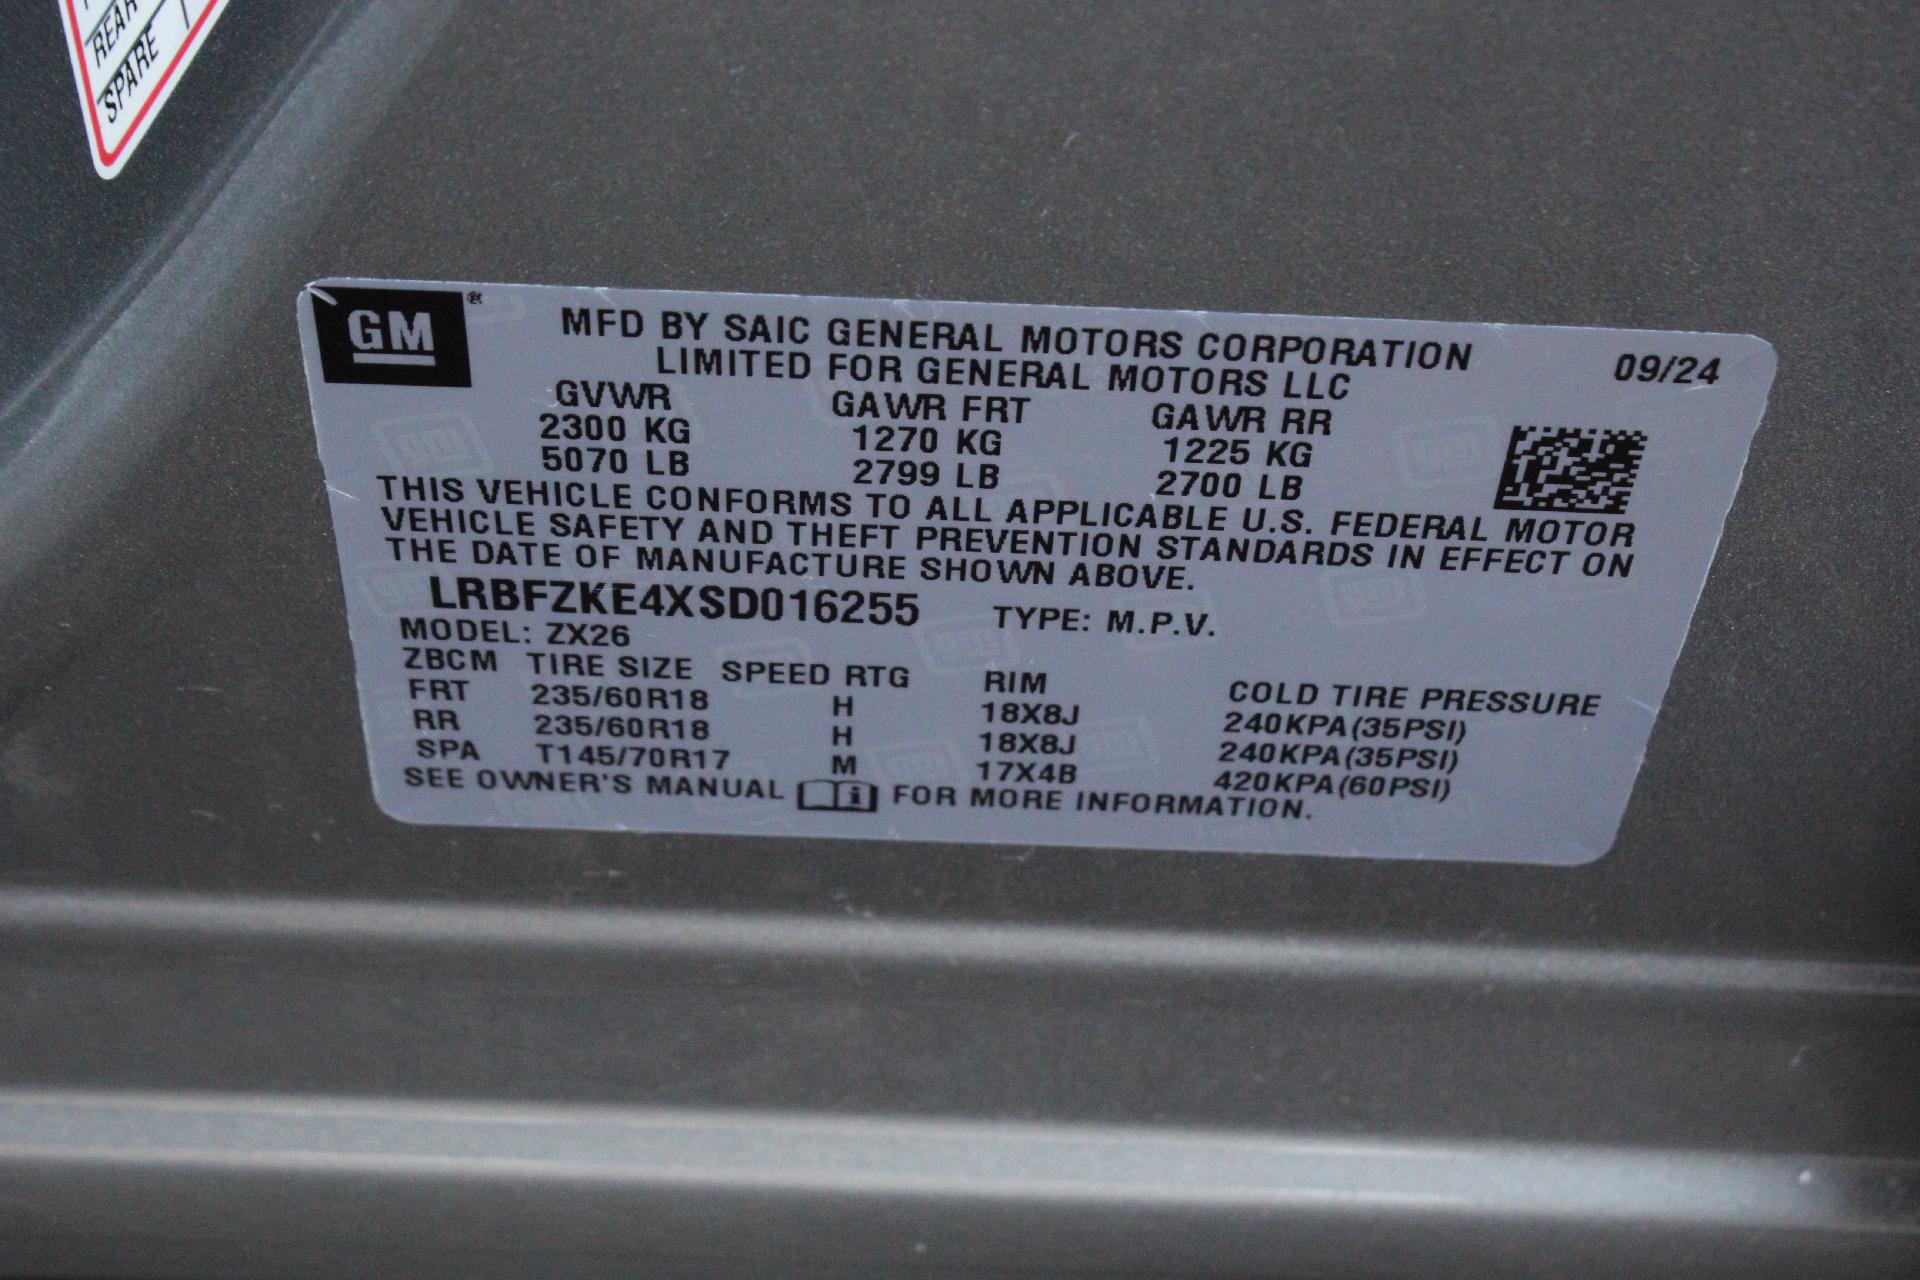 REAR
SPARE
GM®
MFD BY SAIC GENERAL MOTORS CORPORATION
LIMITED FOR GENERAL MOTORS LLC
09/24
GVWR GAWR FRT GAWR RR
2300 KG 1270 KG 1225 KG
5070 LB 2799 LB 2700 LB
THIS VEHICLE CONFORMS TO ALL APPLICABLE U.S. FEDERAL MOTOR
VEHICLE SAFETY AND THEFT PREVENTION STANDARDS IN EFFECT ON
THE DATE OF MANUFACTURE SHOWN ABOVE.
LRBFZKE4XSD016255 TYPE: M.P.V.
MODEL: ZX26
ZBCM TIRE SIZE SPEED RTG RIM COLD TIRE PRESSURE
FRT 235/60R18 H 18X8J 240KPA(35PSI)
RR 235/60R18 H 18X8J 240KPA(35PSI)
SPA T145/70R17 M 17X4B 420KPA(60PSI)
SEE OWNER'S MANUAL i FOR MORE INFORMATION.